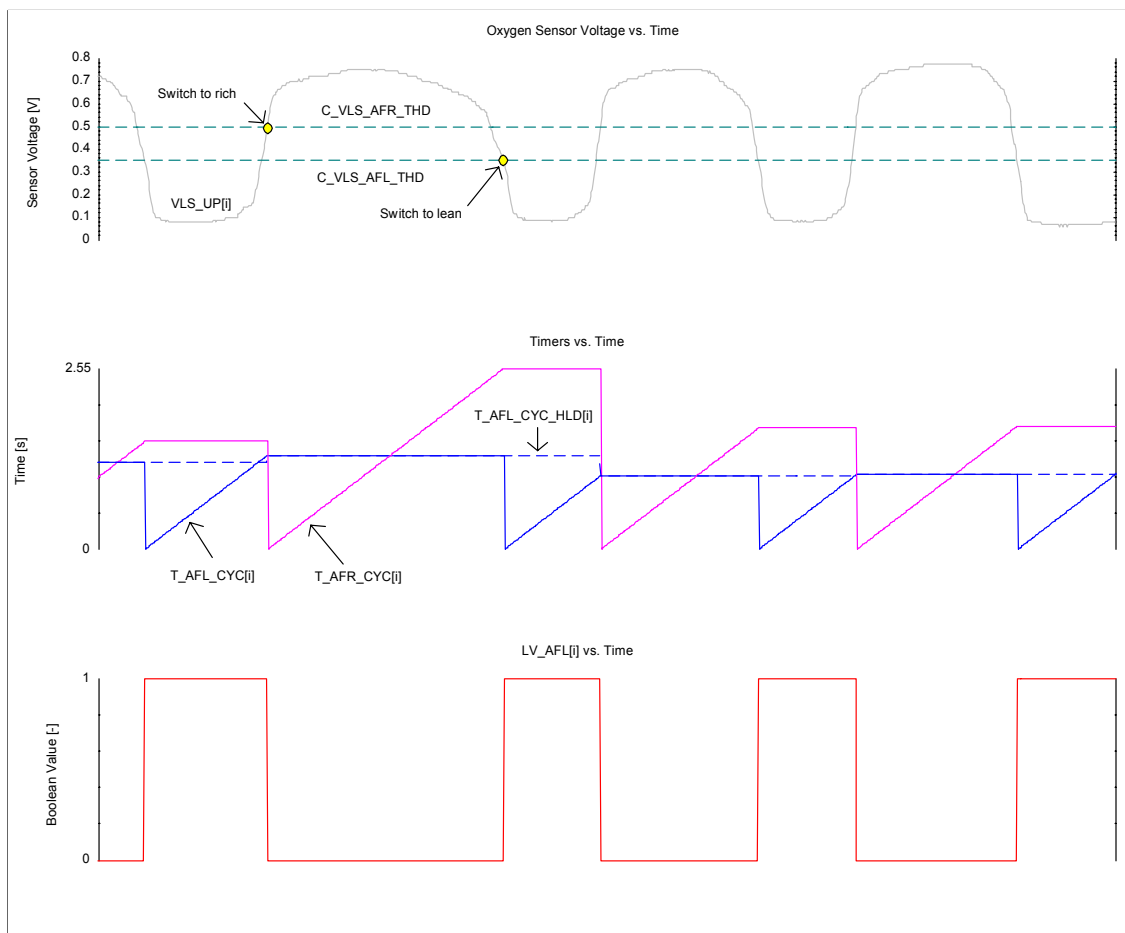 Oxygen Sensor Voltage vs. Time
0.8
0.7
0.6
0.5
0.4
0.3
0.2
0.1
0
Sensor Voltage [V]
Switch to rich
C_VLS_AFR_THD
C_VLS_AFL_THD
VLS_UP[i]
Switch to lean
Timers vs. Time
2.55
0
Time [s]
T_AFL_CYC_HLD[i]
T_AFL_CYC[i]
T_AFR_CYC[i]
LV_AFL[i] vs. Time
1
0
Boolean Value [-]